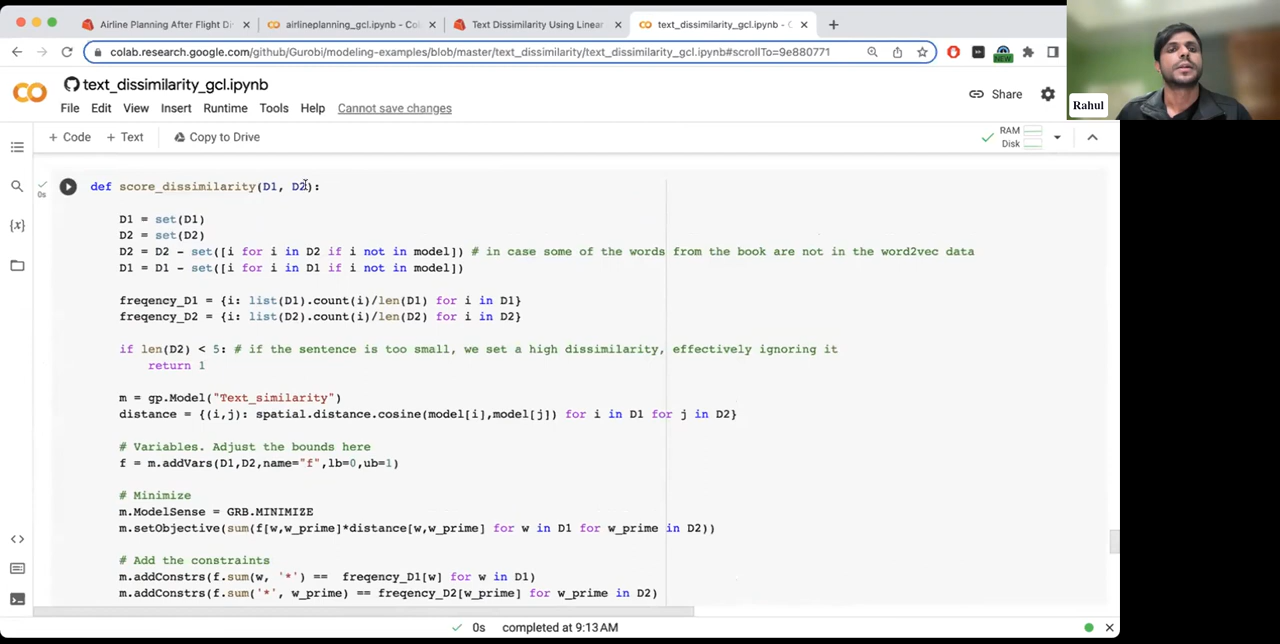 Airline Planning After Flight Di
airlineplanning_gcl.ipynb - Col
Text Dissimilarity Using Linear
text_dissimilarity_gcl.ipynb - C
colab.research.google.com/github/Gurobi/modeling-examples/blob/master/text_dissimilarity/text_dissimilarity_gcl.ipynb#scrollTo=9e880771
NEW
text_dissimilarity_gcl.ipynb
File Edit View Insert Runtime Tools Help Cannot save changes
Share
Rahul
+ Code + Text Copy to Drive
RAM
Disk
0s
def score_dissimilarity(D1, D2):
D1 = set(D1)
D2 = set(D2)
D2 = D2 - set([i for i in D2 if i not in model]) # in case some of the words from the book are not in the word2vec data
D1 = D1 - set([i for i in D1 if i not in model])
freqency_D1 = {i: list(D1).count(i)/len(D1) for i in D1}
freqency_D2 = {i: list(D2).count(i)/len(D2) for i in D2}
if len(D2) < 5: # if the sentence is too small, we set a high dissimilarity, effectively ignoring it
return 1
m = gp.Model("Text_similarity")
distance = {(i,j): spatial.distance.cosine(model[i],model[j]) for i in D1 for j in D2}
# Variables. Adjust the bounds here
f = m.addVars(D1,D2,name="f",lb=0,ub=1)
# Minimize
m.ModelSense = GRB.MINIMIZE
m.setObjective(sum(f[w,w_prime]*distance[w,w_prime] for w in D1 for w_prime in D2))
# Add the constraints
m.addConstrs(f.sum(w, '*') == freqency_D1[w] for w in D1)
m.addConstrs(f.sum('*', w_prime) == freqency_D2[w_prime] for w_prime in D2)
0s completed at 9:13 AM